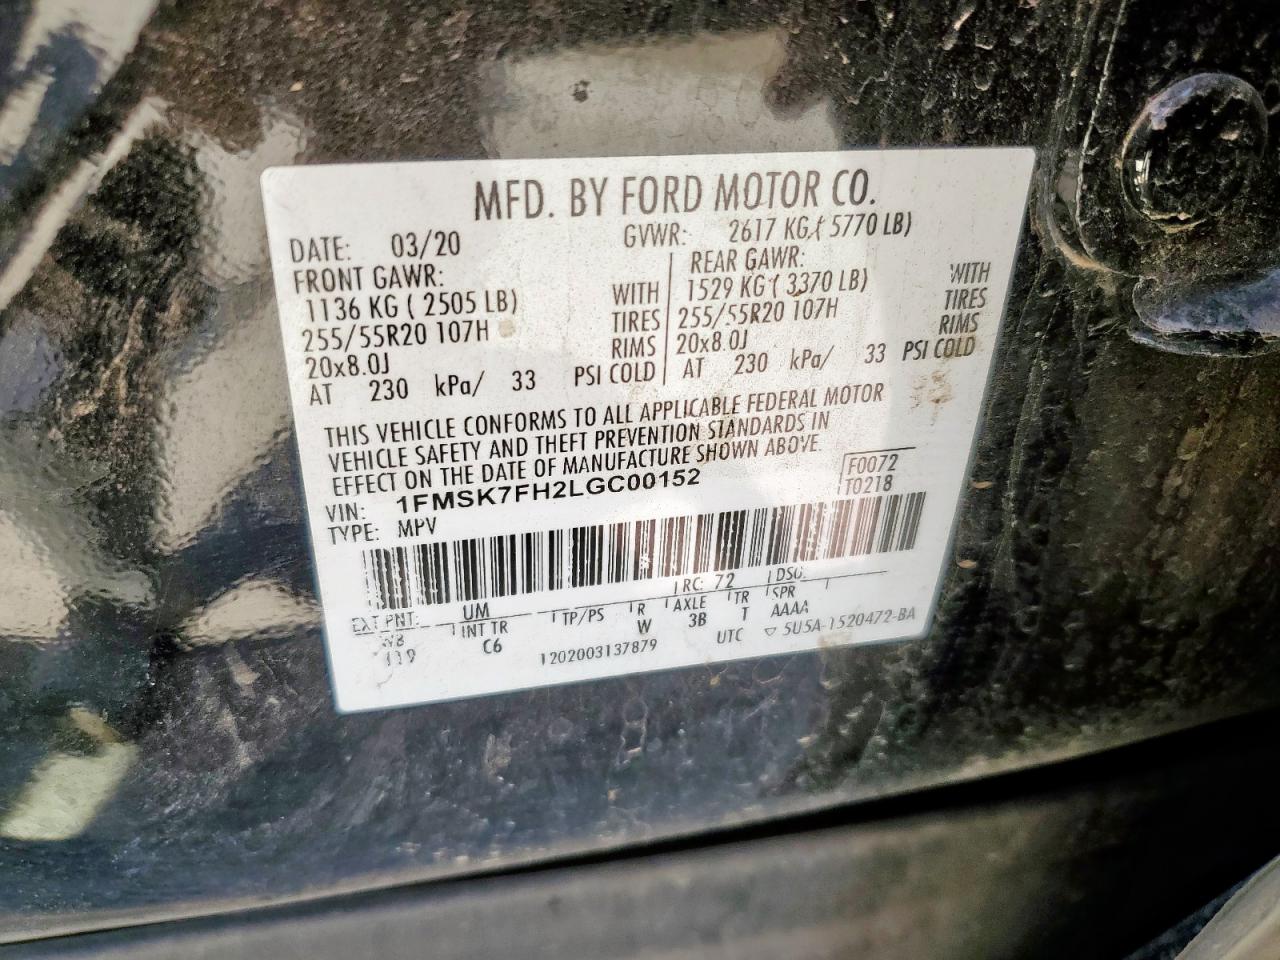 MFD. BY FORD MOTOR CO.
DATE: 03/20 GVWR: 2617 KG ( 5770 LB)
FRONT GAWR: REAR GAWR:
1136 KG ( 2505 LB) WITH 1529 KG ( 3370 LB) WITH
255/55R20 107H TIRES 255/55R20 107H TIRES
20x8.0J RIMS 20x8.0J RIMS
AT 230 kPa/ 33 PSI COLD AT 230 kPa/ 33 PSI COLD
THIS VEHICLE CONFORMS TO ALL APPLICABLE FEDERAL MOTOR
VEHICLE SAFETY AND THEFT PREVENTION STANDARDS IN
EFFECT ON THE DATE OF MANUFACTURE SHOWN ABOVE.
VIN: 1FMSK7FH2LGC00152 F0072
TYPE: MPV T0218
EXT PNT: UM RC: 72 DSO:
INT TR TP/PS R AXLE TR SPR
C6 W 3B T AAAA
119 1202003137879 UTC ▽ 5U5A-1520472-BA